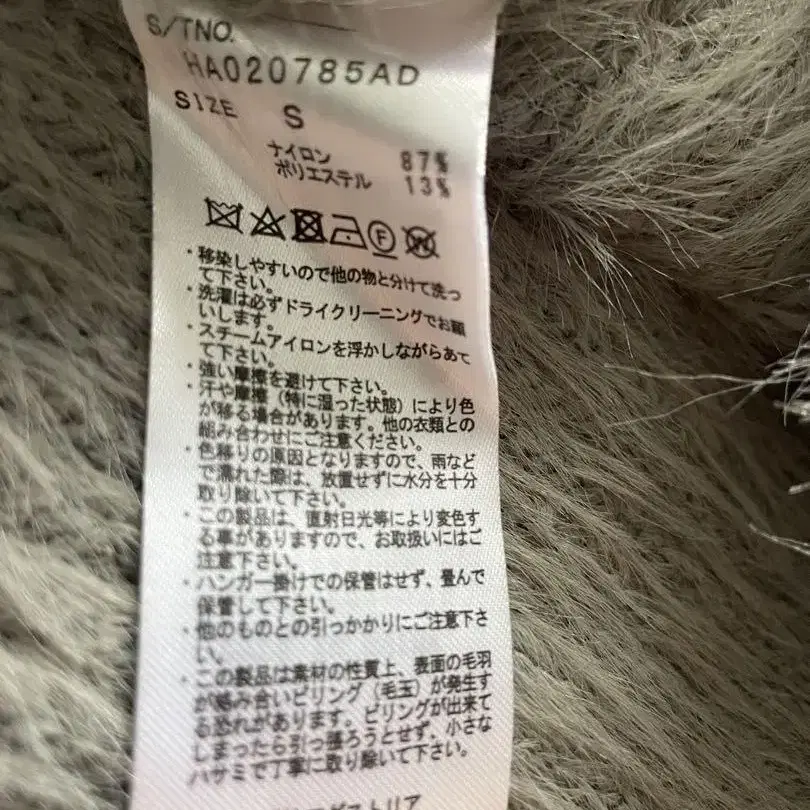 S/TNO.
HA020785AD
SIZE S
ナイロン 87%
ポリエステル 13%
・移染しやすいので他の物と分けて洗っ
て下さい。
・洗濯は必ずドライクリーニングでお願
いします。
・スチームアイロンを浮かしながらあて
て下さい。
・強い摩擦を避けて下さい。
・汗や摩擦（特に湿った状態）により色
が移る場合があります。他の衣類との
組み合わせにご注意ください。
・色移りの原因となりますので、雨など
で濡れた際は、放置せずに水分を十分
取り除いて下さい。
・この製品は、直射日光等により変色す
る事がありますので、お取扱いにはご
注意下さい。
・ハンガー掛けでの保管はせず、畳んで
保管して下さい。
・他のものとの引っかかりにご注意下さ
い。
・この製品は素材の性質上、表面の毛羽
が絡み合いピリング（毛玉）が発生す
る恐れがあります。ピリングが出来て
しまったら引っ張ろうとせず、小さな
ハサミで丁寧に取り除いて下さい。